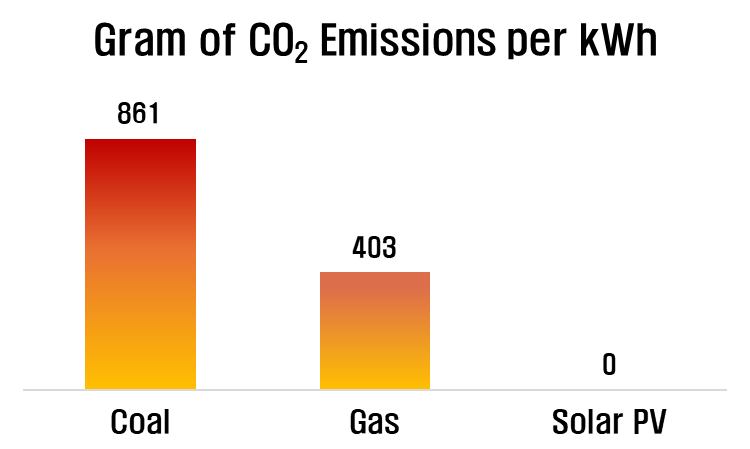 Gram of CO₂ Emissions per kWh
861
403
0
Coal
Gas
Solar PV